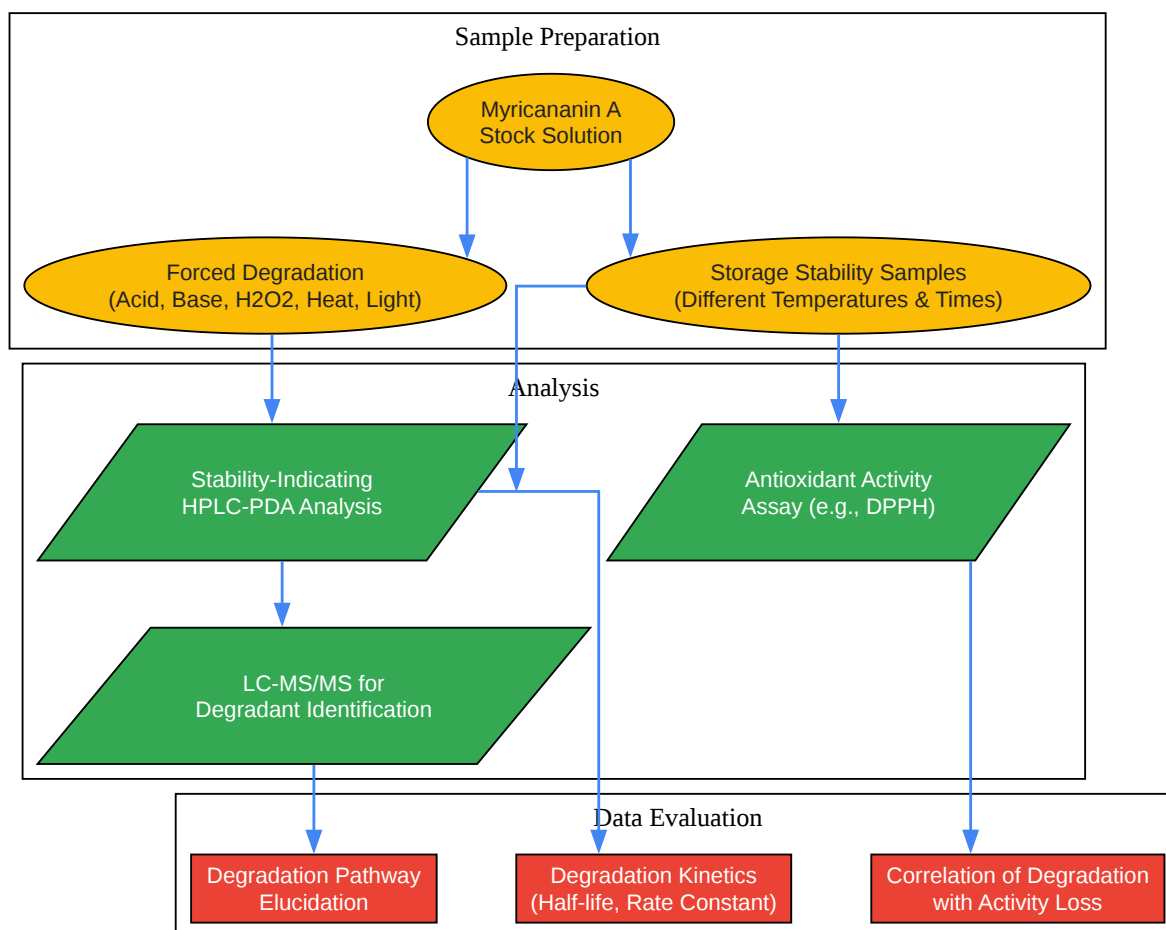 Sample Preparation
Myricananin A
Stock Solution
Forced Degradation
(Acid, Base, H2O2, Heat, Light)
Storage Stability Samples
(Different Temperatures & Times)
Analysis
Stability-Indicating
HPLC-PDA Analysis
Antioxidant Activity
Assay (e.g., DPPH)
LC-MS/MS for
Degradant Identification
Data Evaluation
Degradation Pathway
Elucidation
Degradation Kinetics
(Half-life, Rate Constant)
Correlation of Degradation
with Activity Loss